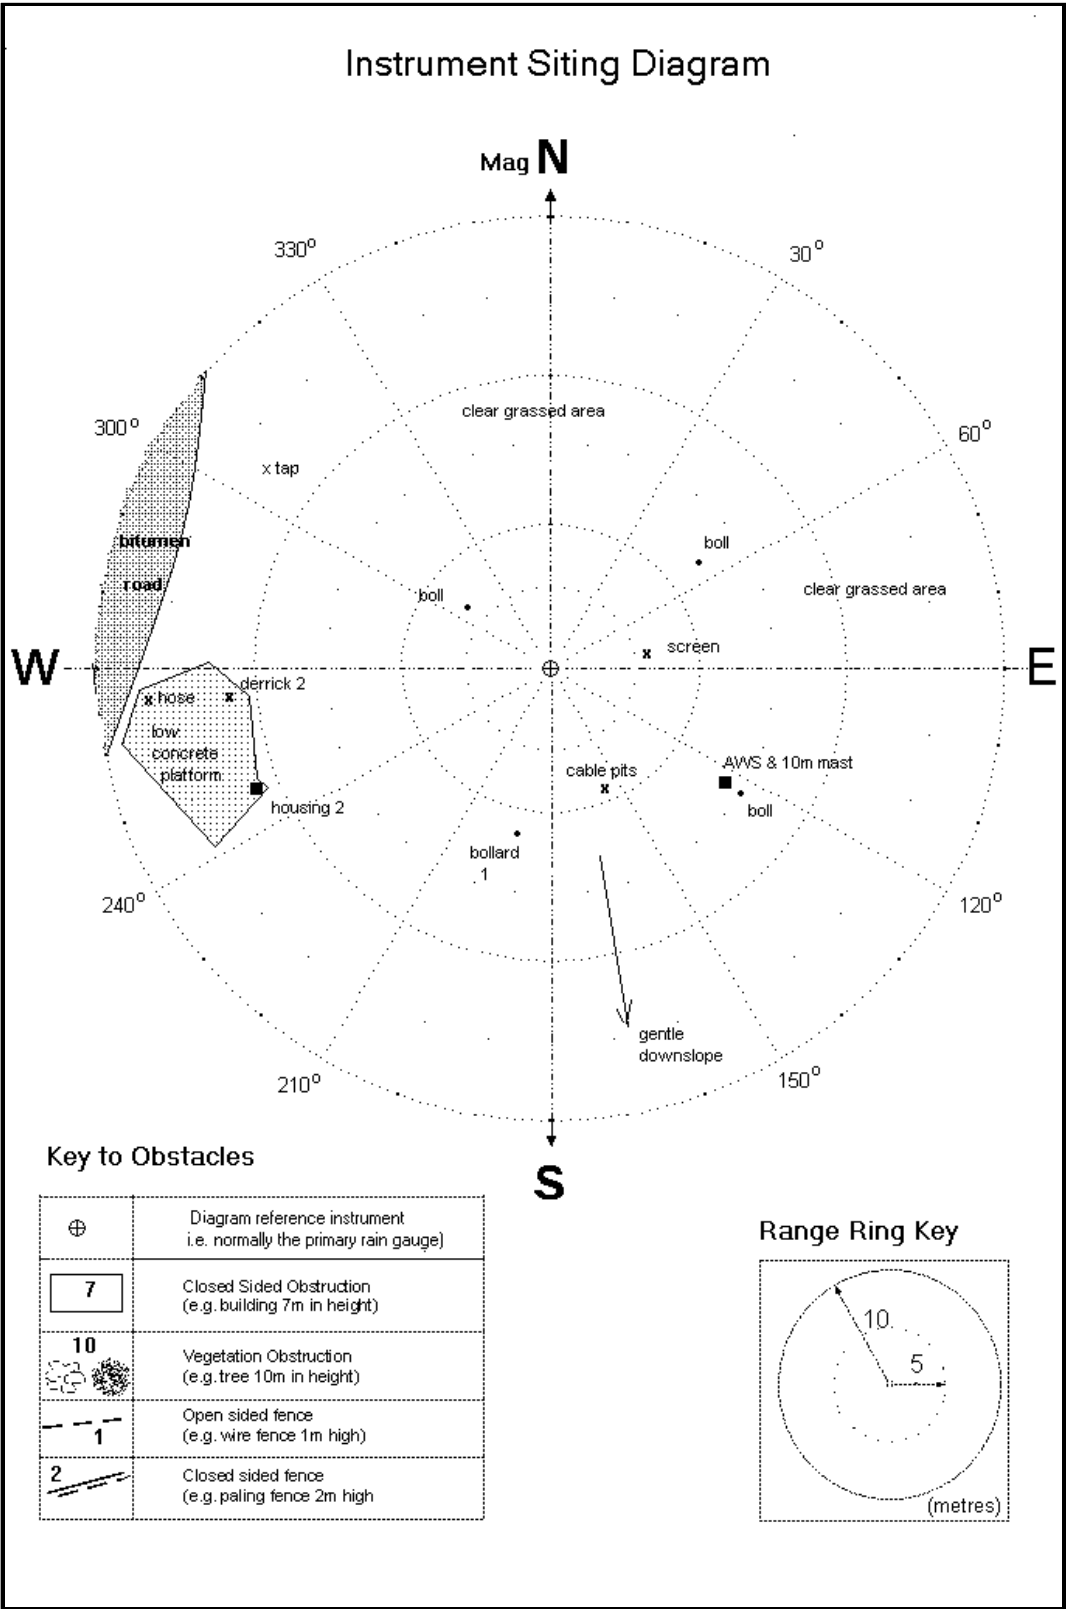 Instrument Siting Diagram
Mag N
330°
30°
clear grassed area
300°
60°
x tap
boll
bitumen
road
boll
clear grassed area
screen
W
E
derrick 2
x hose
low
concrete
platform
cable pits
AWS & 10m mast
housing 2
boll
bollard
1
240°
120°
gentle
downslope
210°
150°
S
Key to Obstacles
Diagram reference instrument
i.e. normally the primary rain gauge)
7
Closed Sided Obstruction
(e.g. building 7m in height)
10
Vegetation Obstruction
(e.g. tree 10m in height)
1
Open sided fence
(e.g. wire fence 1m high)
2
Closed sided fence
(e.g. paling fence 2m high
Range Ring Key
10
5
(metres)